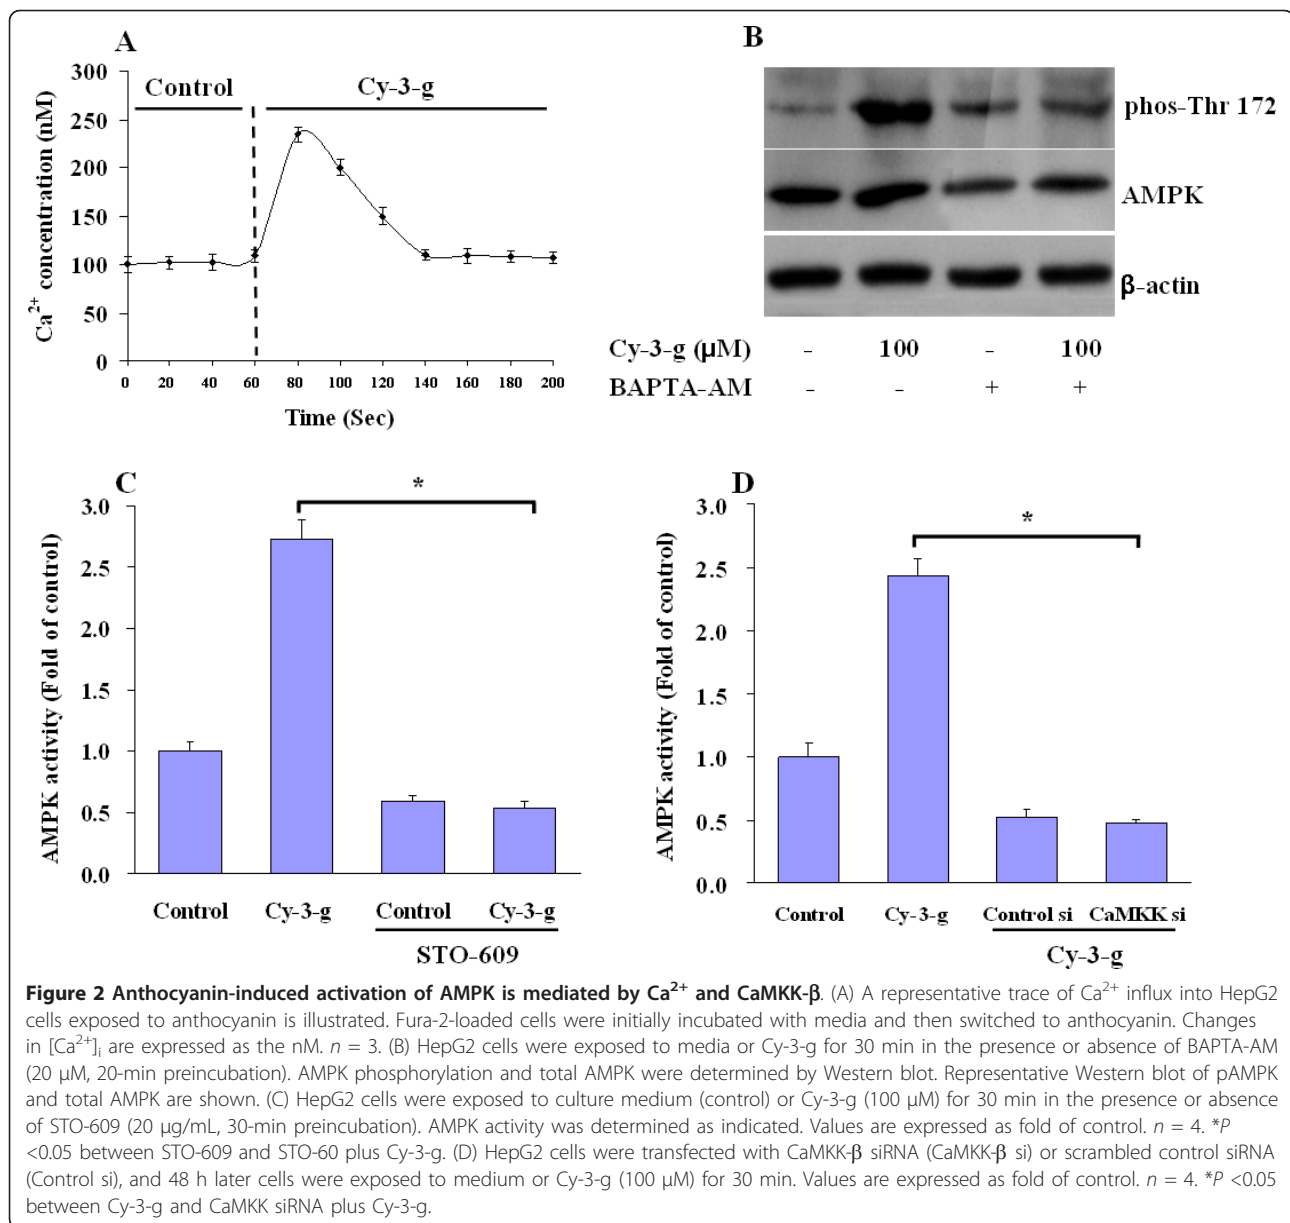 A
300
250
200
150
100
50
0
Ca²⁺ concentration (nM)
Control
Cy-3-g
0 20 40 60 80 100 120 140 160 180 200
Time (Sec)
B
phos-Thr 172
AMPK
β-actin
Cy-3-g (μM) - 100 - 100
BAPTA-AM - - + +
C
3.0
2.5
2.0
1.5
1.0
0.5
0.0
AMPK activity (Fold of control)
*
Control Cy-3-g Control Cy-3-g
STO-609
D
3.0
2.5
2.0
1.5
1.0
0.5
0.0
AMPK activity (Fold of control)
*
Control Cy-3-g Control si CaMKK si
Cy-3-g
Figure 2 Anthocyanin-induced activation of AMPK is mediated by Ca²⁺ and CaMKK-β. (A) A representative trace of Ca²⁺ influx into HepG2
cells exposed to anthocyanin is illustrated. Fura-2-loaded cells were initially incubated with media and then switched to anthocyanin. Changes
in [Ca²⁺]ᵢ are expressed as the nM. n = 3. (B) HepG2 cells were exposed to media or Cy-3-g for 30 min in the presence or absence of BAPTA-AM
(20 μM, 20-min preincubation). AMPK phosphorylation and total AMPK were determined by Western blot. Representative Western blot of pAMPK
and total AMPK are shown. (C) HepG2 cells were exposed to culture medium (control) or Cy-3-g (100 μM) for 30 min in the presence or absence
of STO-609 (20 μg/mL, 30-min preincubation). AMPK activity was determined as indicated. Values are expressed as fold of control. n = 4. *P
<0.05 between STO-609 and STO-60 plus Cy-3-g. (D) HepG2 cells were transfected with CaMKK-β siRNA (CaMKK-β si) or scrambled control siRNA
(Control si), and 48 h later cells were exposed to medium or Cy-3-g (100 μM) for 30 min. Values are expressed as fold of control. n = 4. *P <0.05
between Cy-3-g and CaMKK siRNA plus Cy-3-g.